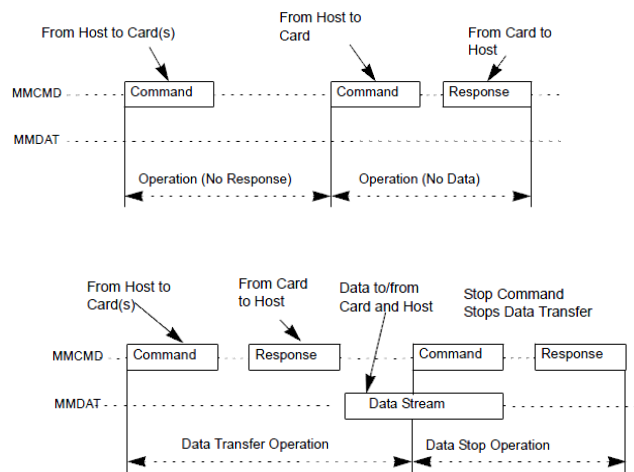 From Host to Card(s)
From Host to
Card
From Card to
Host
MMCMD
Command
Command
Response
MMDAT
Operation (No Response)
Operation (No Data)
From Host to
Card(s)
From Card
to Host
Data to/from
Card and Host
Stop Command
Stops Data Transfer
MMCMD
Command
Response
Command
Response
MMDAT
Data Stream
Data Transfer Operation
Data Stop Operation